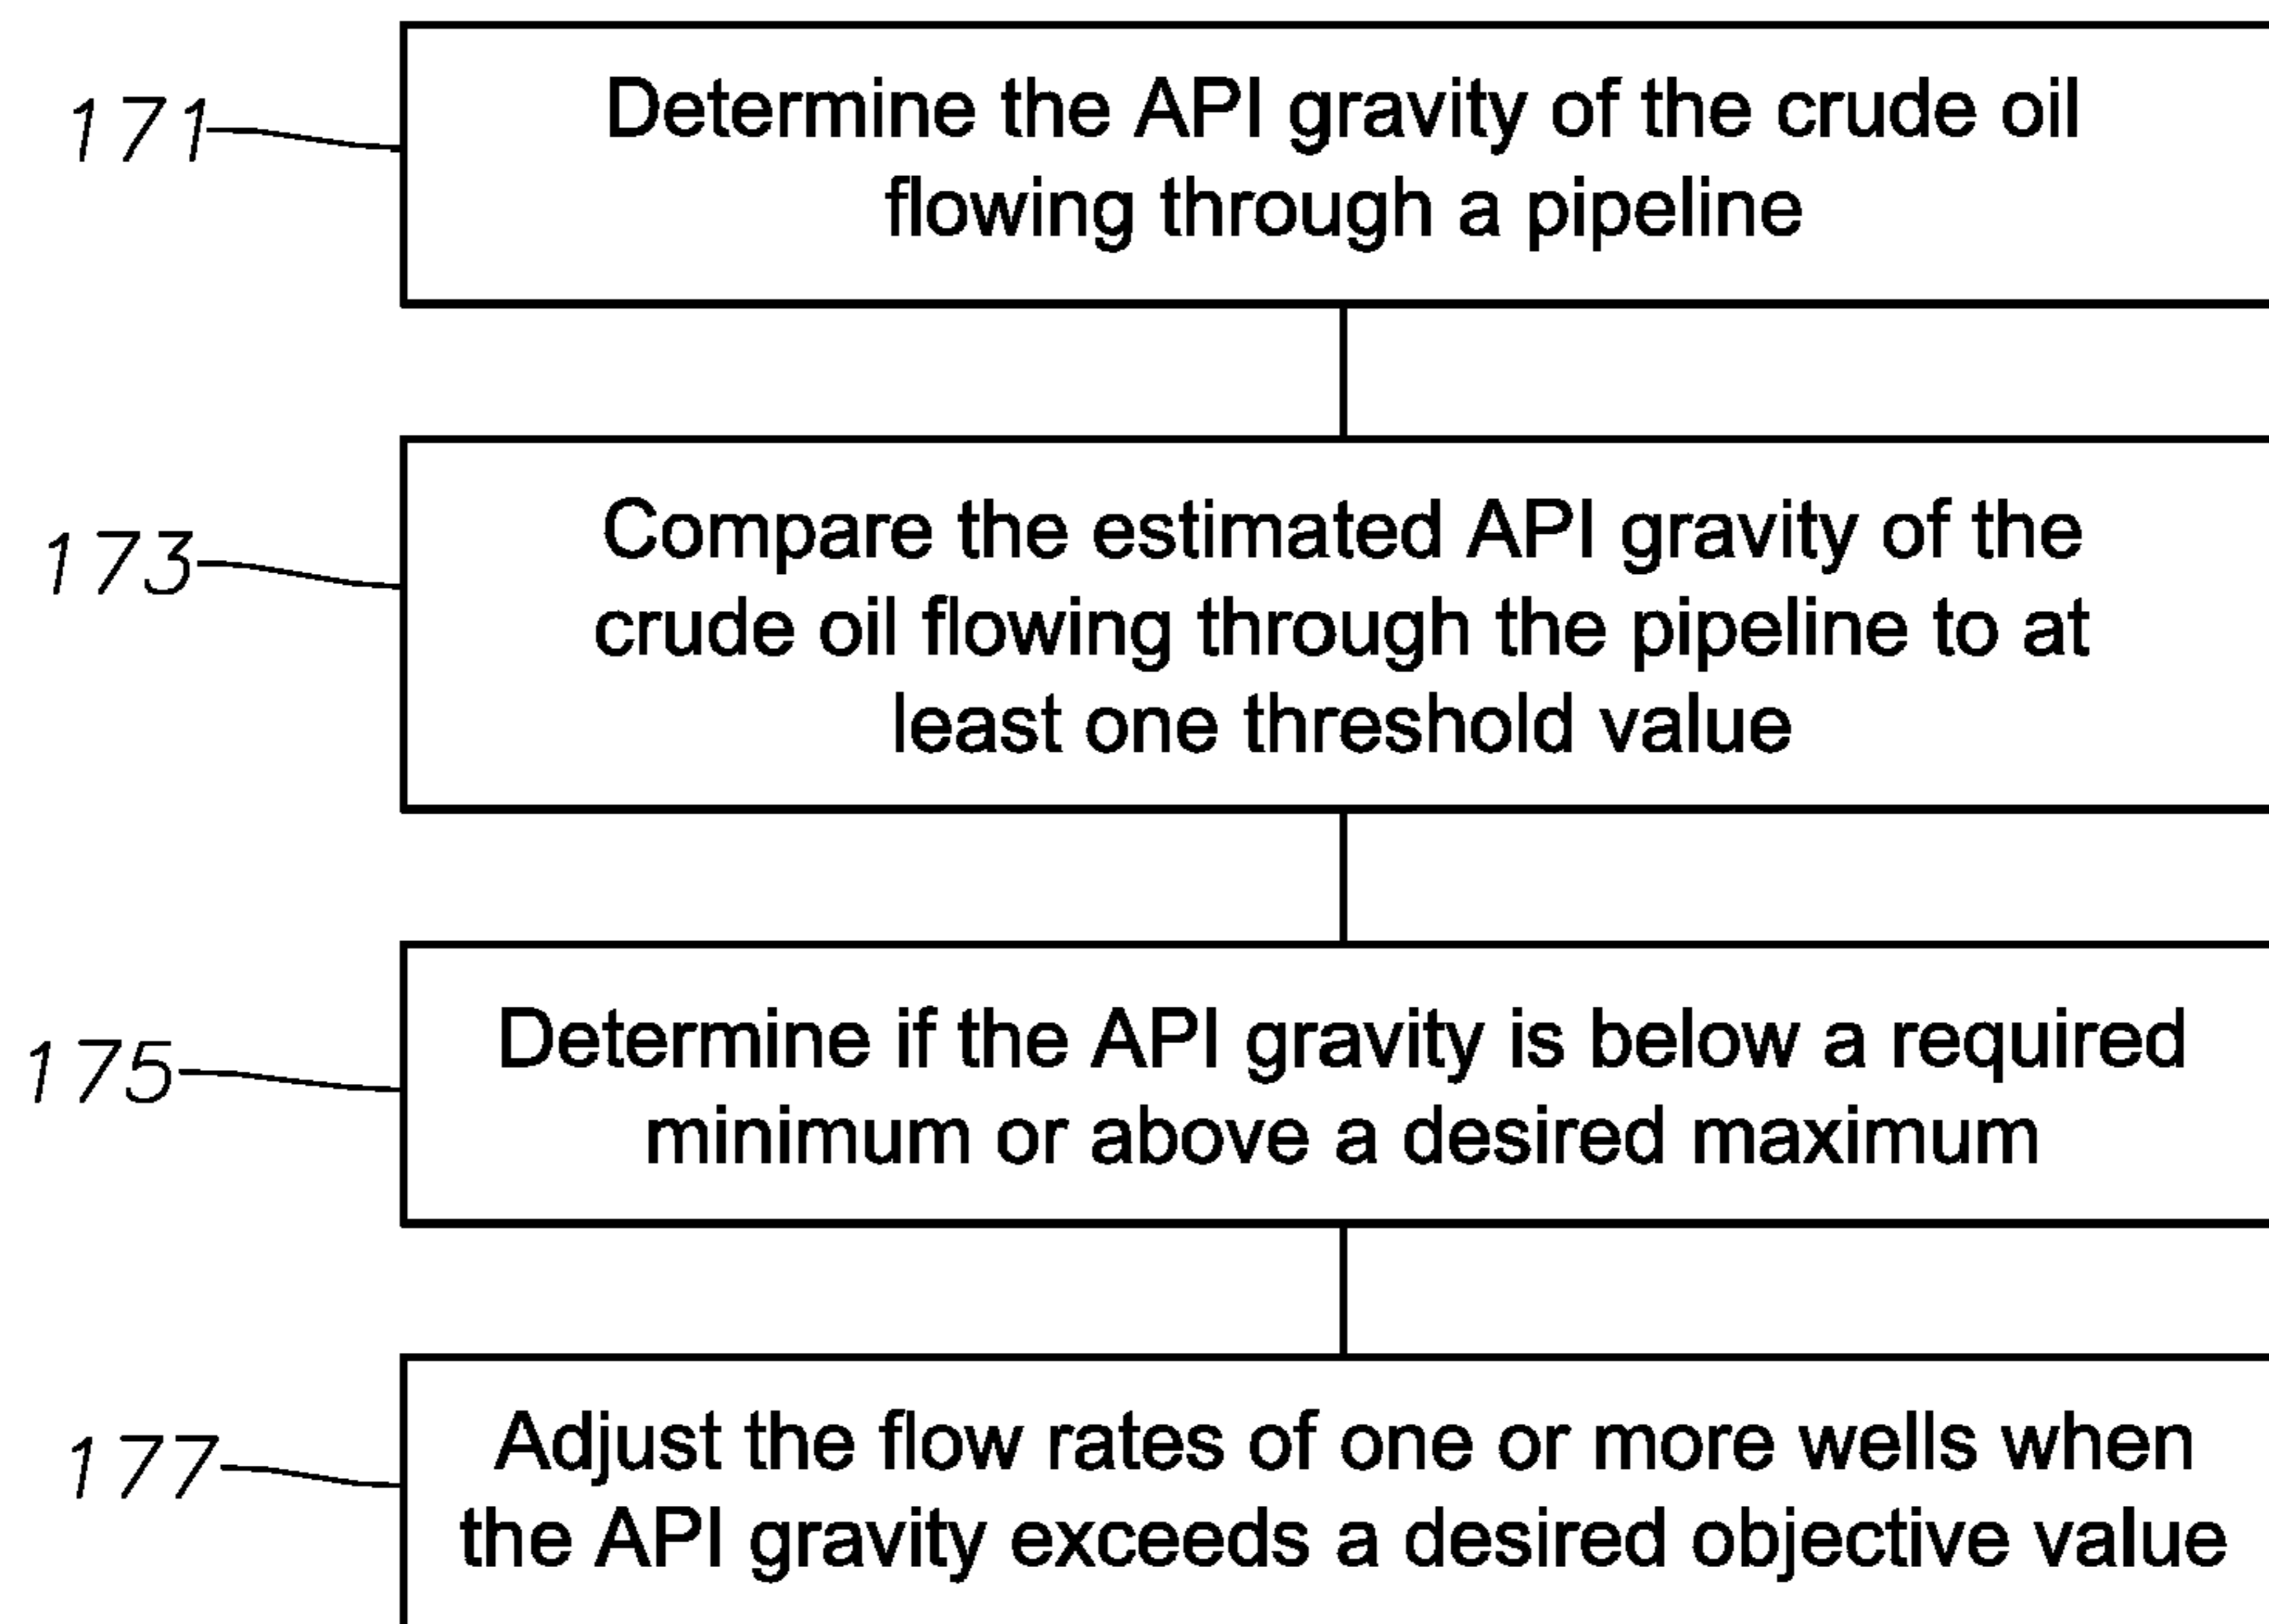 171
Determine the API gravity of the crude oil
flowing through a pipeline
173
Compare the estimated API gravity of the
crude oil flowing through the pipeline to at
least one threshold value
175
Determine if the API gravity is below a required
minimum or above a desired maximum
177
Adjust the flow rates of one or more wells when
the API gravity exceeds a desired objective value